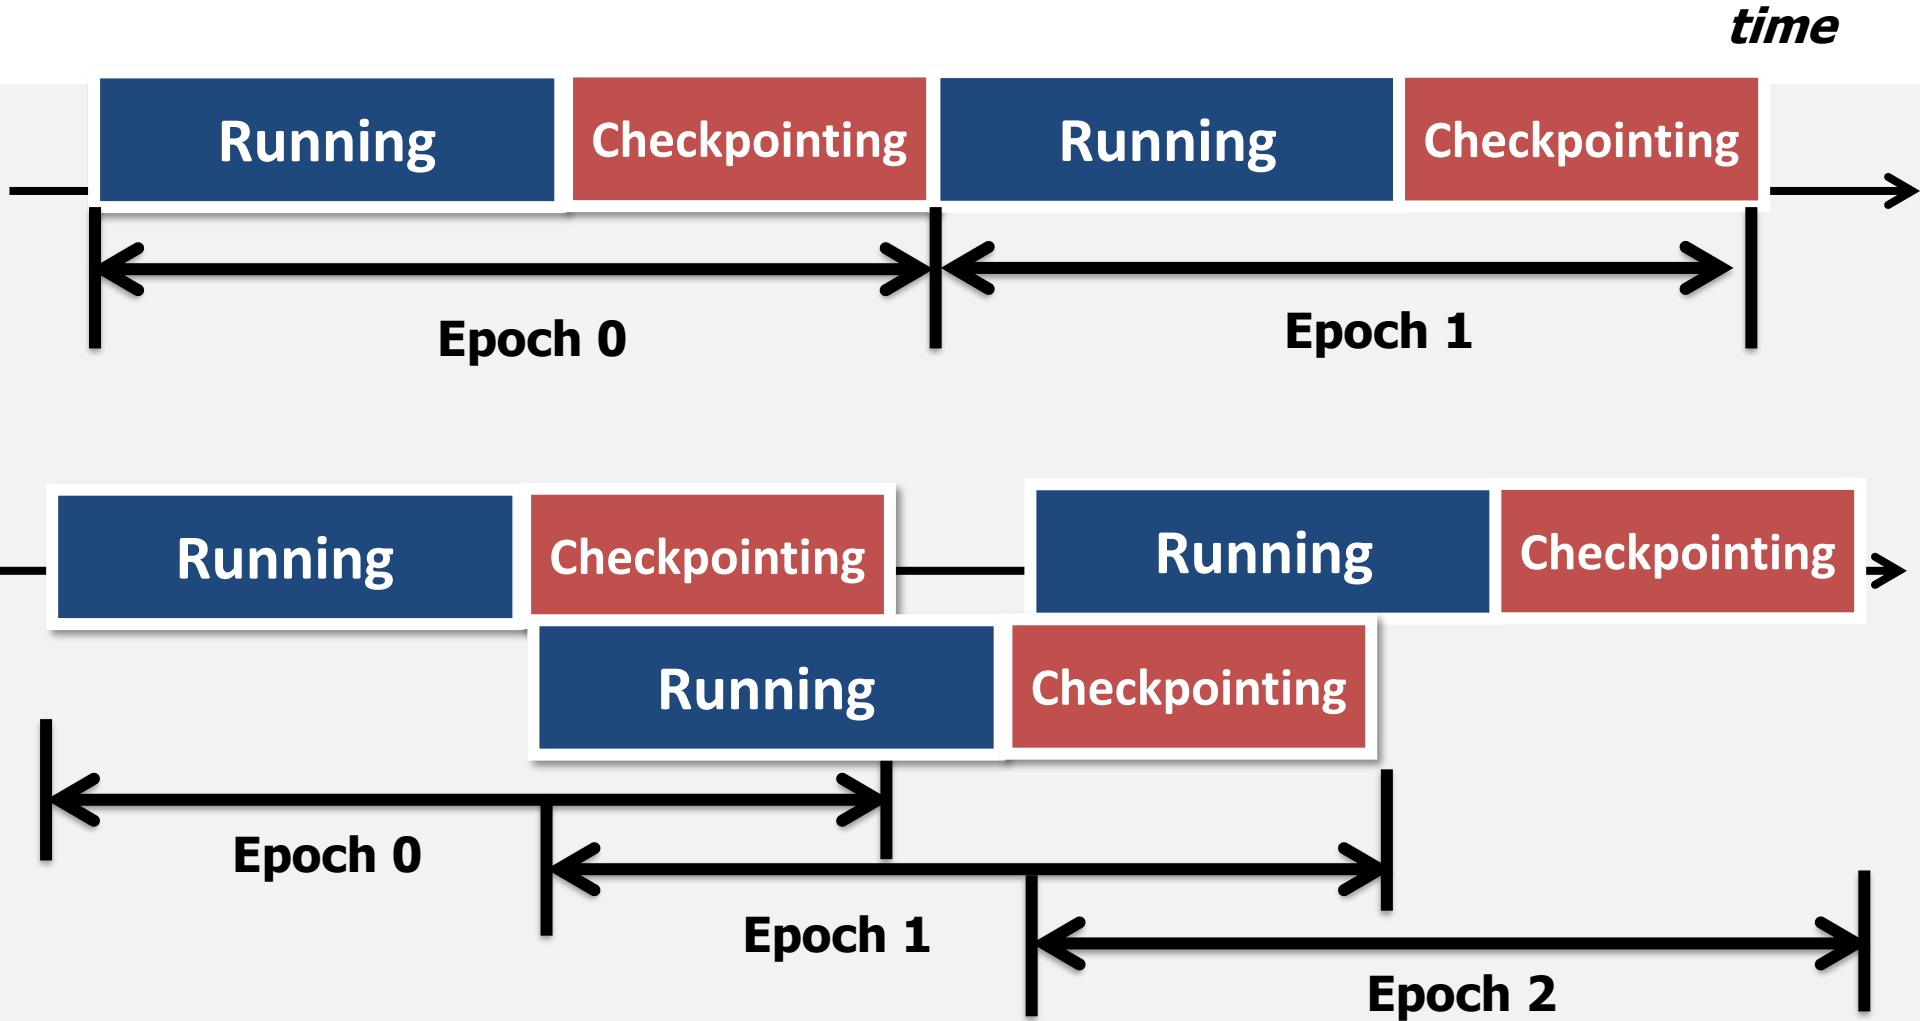 time
Running Checkpointing Running Checkpointing
Epoch 0 Epoch 1
Running Checkpointing Running Checkpointing
Running Checkpointing
Epoch 0
Epoch 1
Epoch 2